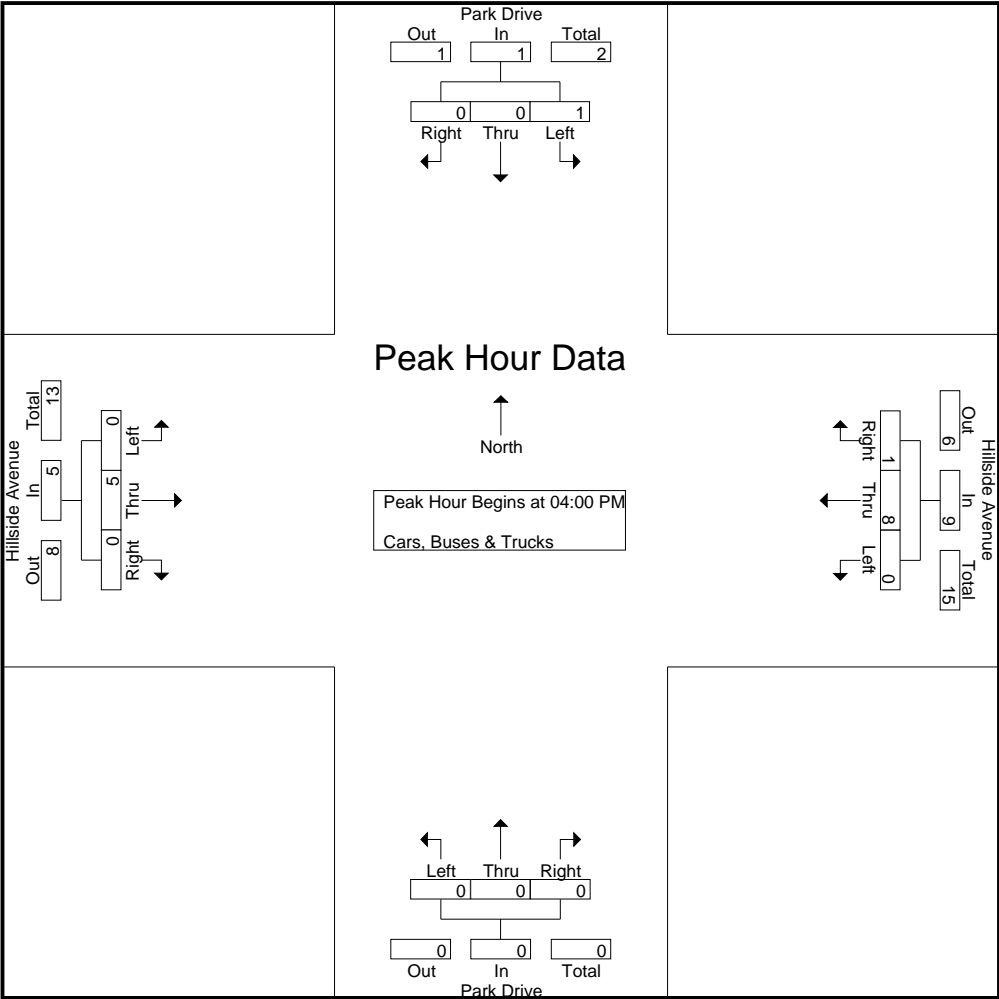 Park Drive
Out In Total
1 1 2
0 0 1
Right Thru Left
Peak Hour Data
North
Peak Hour Begins at 04:00 PM
Cars, Buses & Trucks
Hillside Avenue
Out In Total
8 5 13
Right Thru Left
0 5 0
Hillside Avenue
Out In Total
6 9 15
Right Thru Left
1 8 0
Left Thru Right
0 0 0
0 0 0
Out In Total
Park Drive